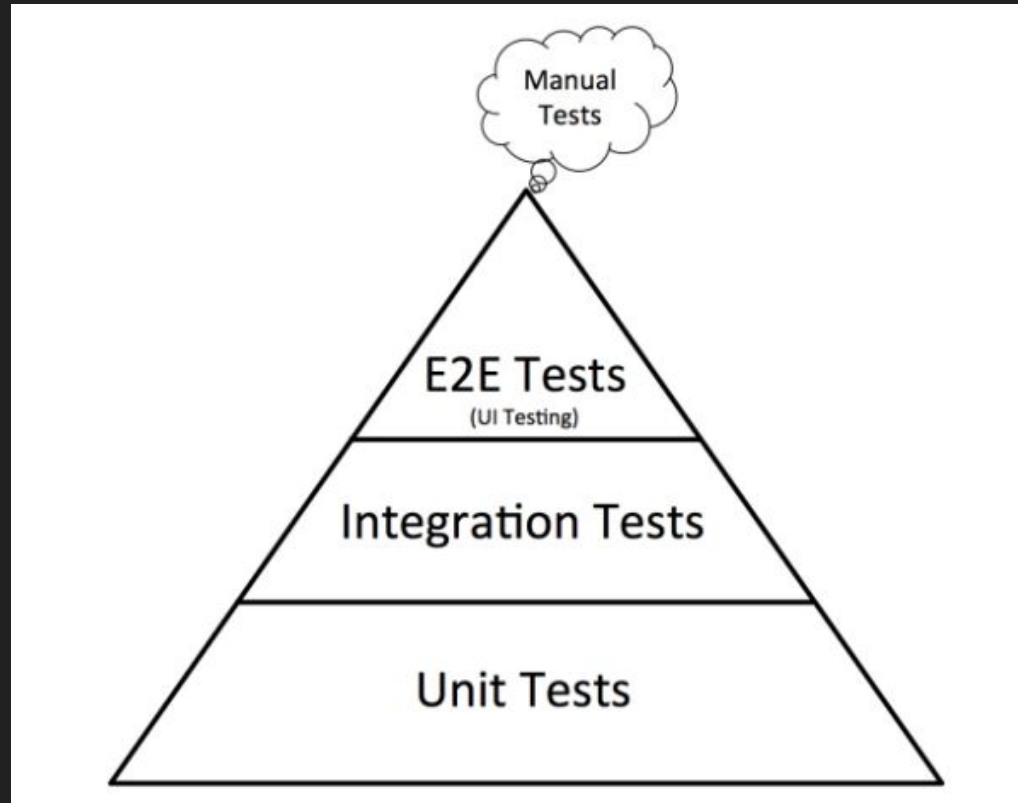 Manual
Tests
E2E Tests
(UI Testing)
Integration Tests
Unit Tests